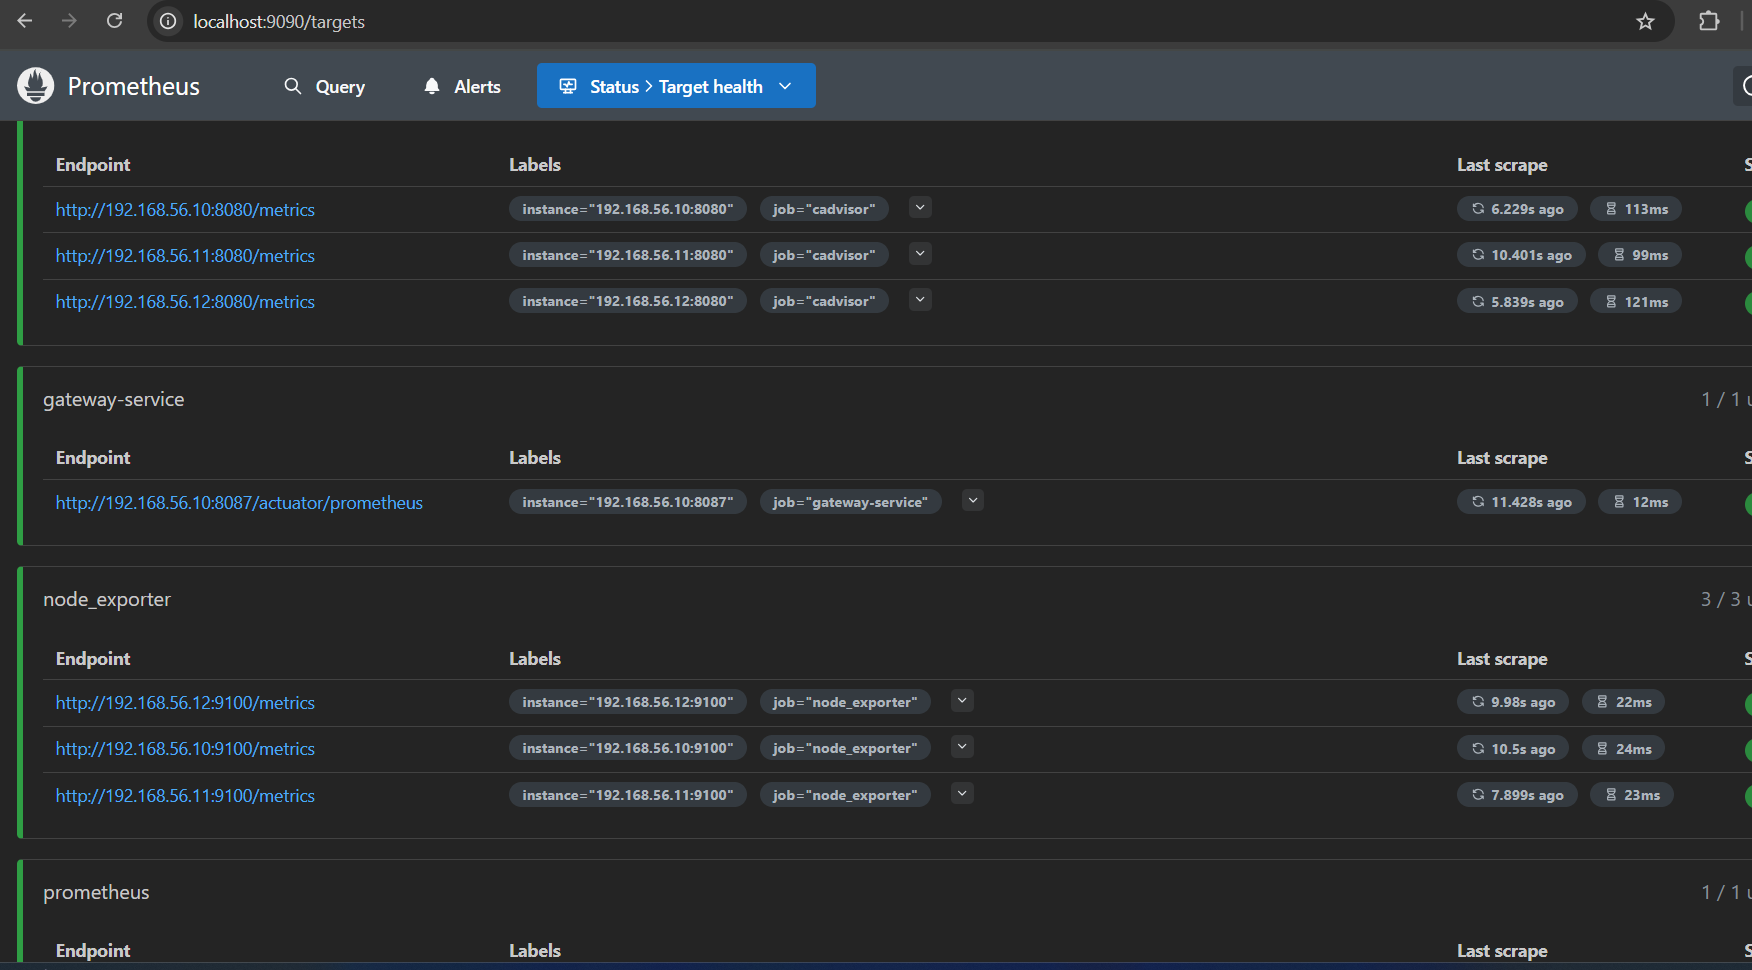 localhost:9090/targets
Prometheus Query Alerts Status > Target health
Endpoint Labels Last scrape
http://192.168.56.10:8080/metrics instance="192.168.56.10:8080" job="cadvisor" 6.229s ago 113ms
http://192.168.56.11:8080/metrics instance="192.168.56.11:8080" job="cadvisor" 10.401s ago 99ms
http://192.168.56.12:8080/metrics instance="192.168.56.12:8080" job="cadvisor" 5.839s ago 121ms
gateway-service 1 / 1
Endpoint Labels Last scrape
http://192.168.56.10:8087/actuator/prometheus instance="192.168.56.10:8087" job="gateway-service" 11.428s ago 12ms
node_exporter 3 / 3
Endpoint Labels Last scrape
http://192.168.56.12:9100/metrics instance="192.168.56.12:9100" job="node_exporter" 9.98s ago 22ms
http://192.168.56.10:9100/metrics instance="192.168.56.10:9100" job="node_exporter" 10.5s ago 24ms
http://192.168.56.11:9100/metrics instance="192.168.56.11:9100" job="node_exporter" 7.899s ago 23ms
prometheus 1 / 1
Endpoint Labels Last scrape